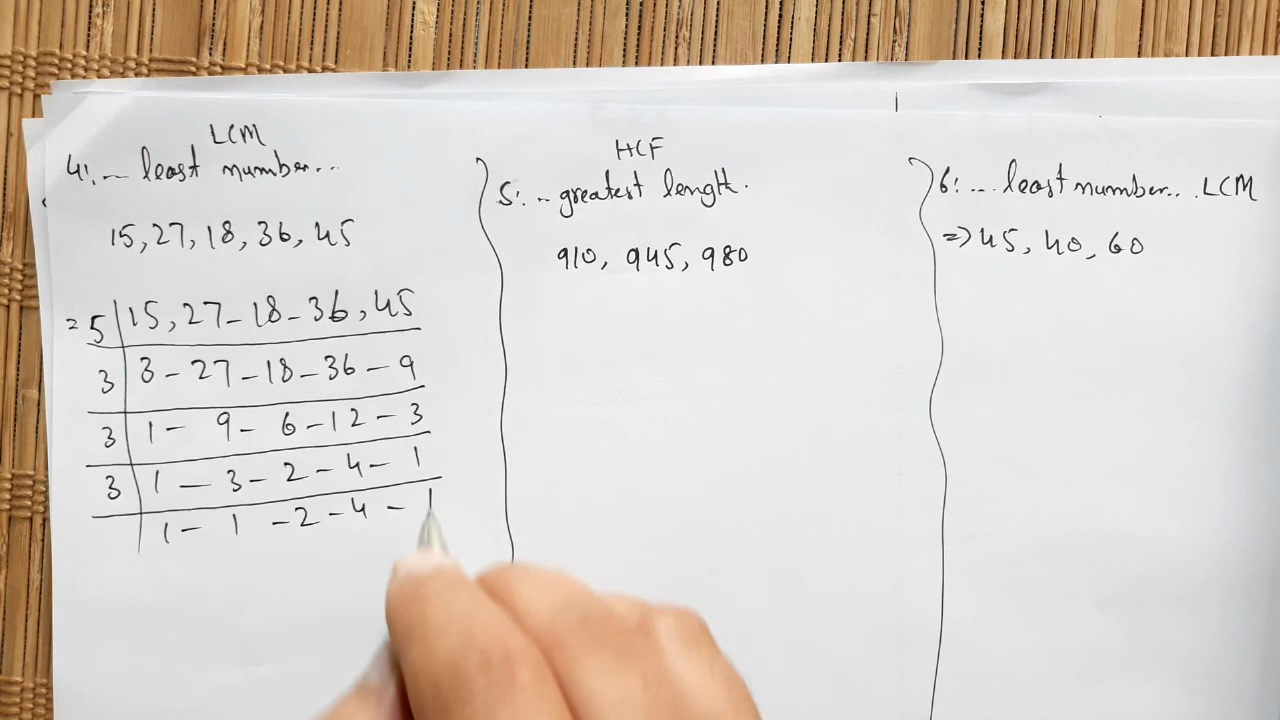 LCM
4:- least number...
15, 27, 18, 36, 45
= 5 | 15, 27 - 18 - 36, 45
3 | 3 - 27 - 18 - 36 - 9
3 | 1 - 9 - 6 - 12 - 3
3 | 1 - 3 - 2 - 4 - 1
1 - 1 - 2 - 4 - 1
HCF
5:- greatest length.
910, 945, 980
6: ... least number... LCM
=> 45, 40, 60